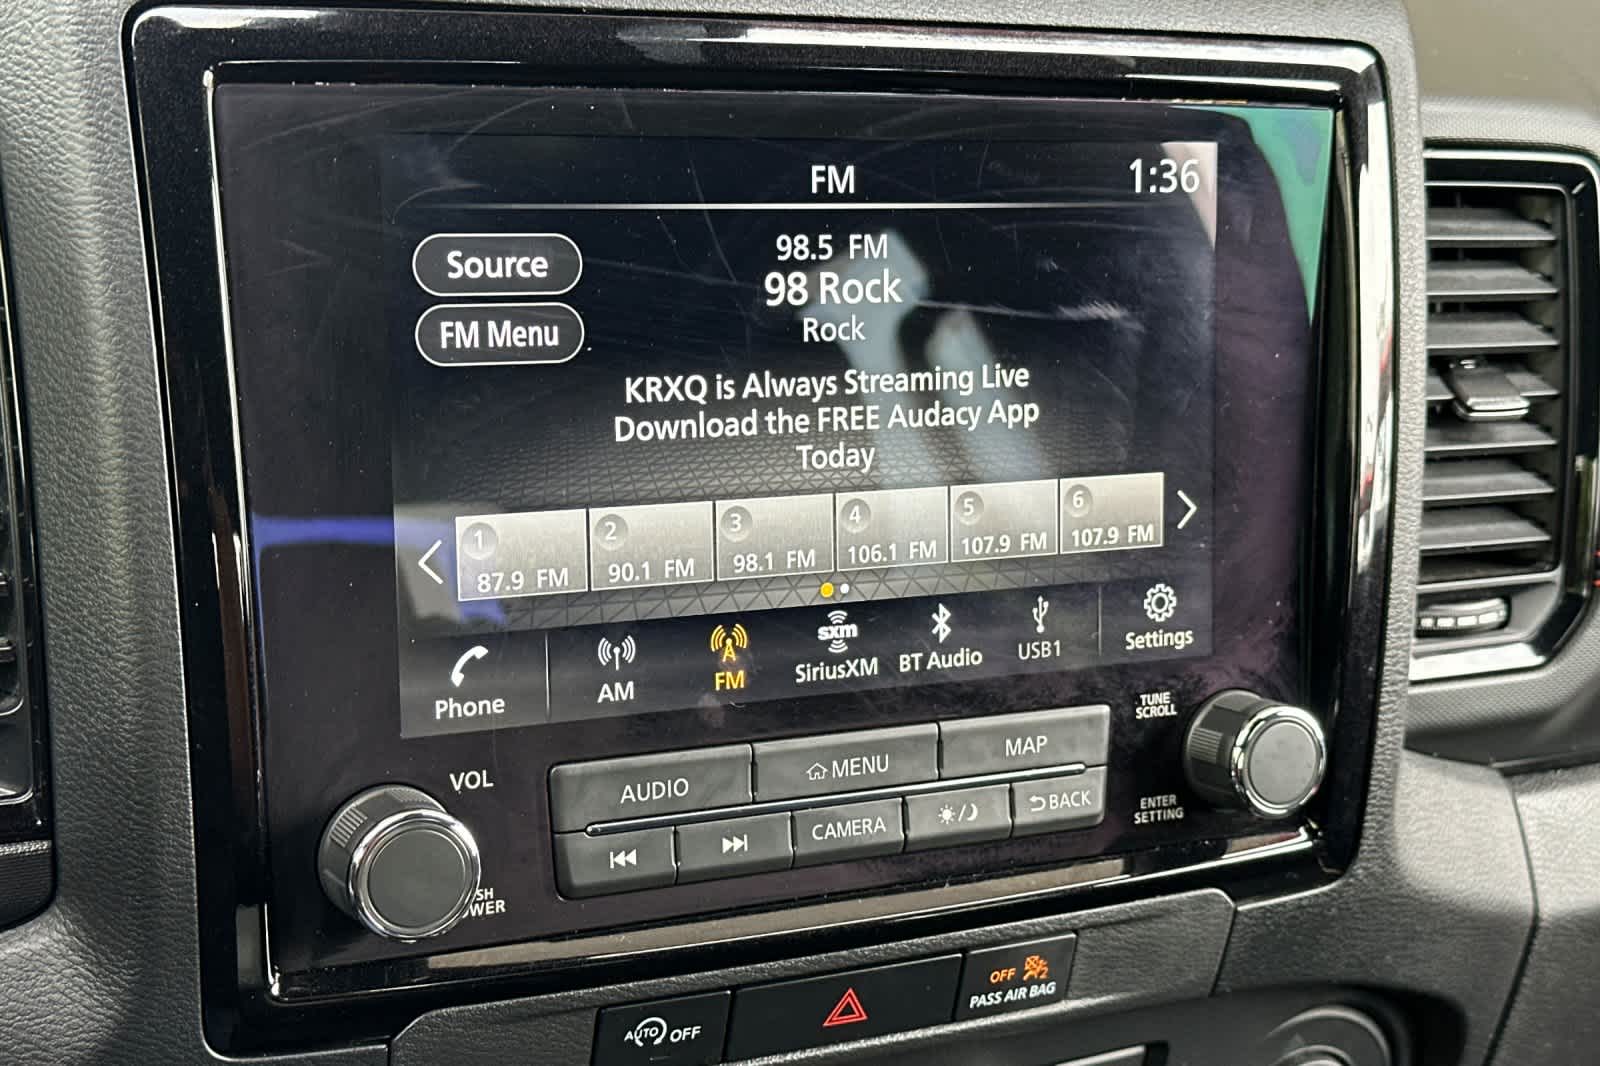 FM
1:36
Source
98.5 FM
98 Rock
Rock
FM Menu
KRXQ is Always Streaming Live
Download the FREE Audacy App
Today
1
2
3
4
5
6
87.9 FM
90.1 FM
98.1 FM
106.1 FM
107.9 FM
107.9 FM
Phone
AM
FM
sxm
SiriusXM
BT Audio
USB1
Settings
TUNE
SCROLL
VOL
AUDIO
MENU
MAP
CAMERA
BACK
ENTER
SETTING
AUTO OFF
OFF 2
PASS AIR BAG